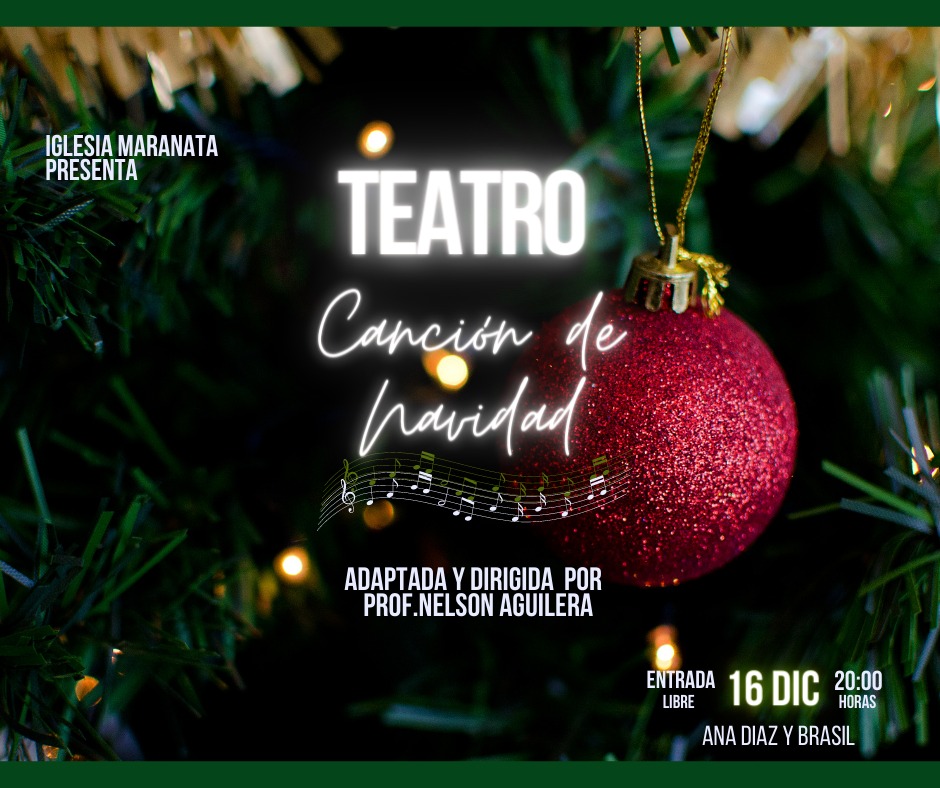 IGLESIA MARANATA
PRESENTA
TEATRO
Canción de
Navidad
ADAPTADA Y DIRIGIDA POR
PROF.NELSON AGUILERA
ENTRADA
LIBRE
16 DIC
20:00
HORAS
ANA DIAZ Y BRASIL